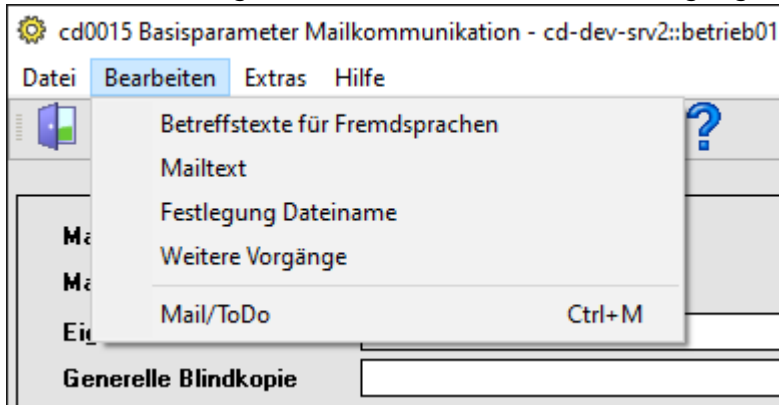 cd0015 Basisparameter Mailkommunikation - cd-dev-srv2::betrieb01
Datei Bearbeiten Extras Hilfe
Betreffstexte für Fremdsprachen
Mailtext
Festlegung Dateiname
Weitere Vorgänge
Mail/ToDo Ctrl+M
Generelle Blindkopie